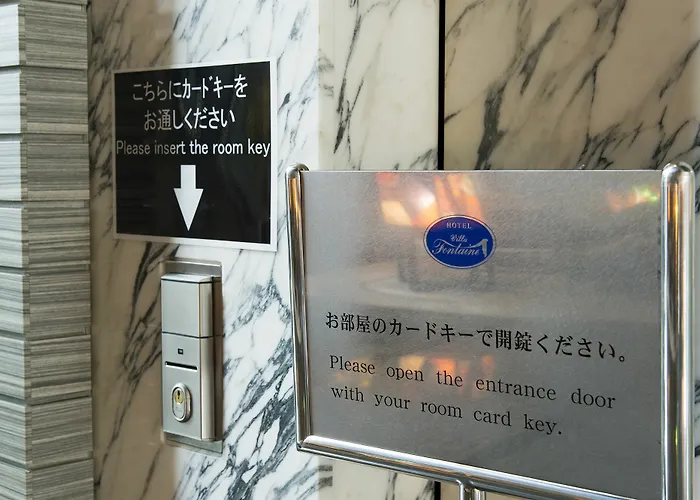 こちらにカードキーを
お通しください
Please insert the room key
HOTEL
Villa
Fontaine
お部屋のカードキーで開錠ください。
Please open the entrance door
with your room card key.